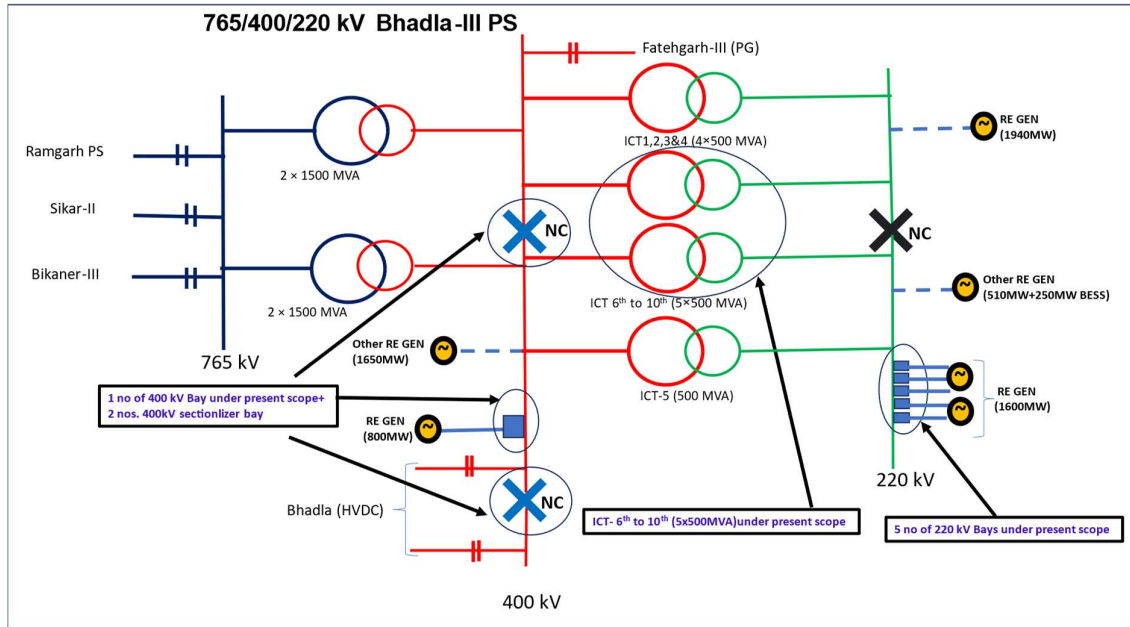 765/400/220 kV  Bhadla-III PS
Fatehgarh-III (PG)
RE GEN
(1940MW)
ICT1,2,3&4 (4×500 MVA)
Ramgarh PS
2 × 1500 MVA
Sikar-II
NC
NC
Bikaner-III
Other RE GEN
(510MW+250MW BESS)
ICT 6th to 10th (5×500 MVA)
2 × 1500 MVA
Other RE GEN
(1650MW)
765 kV
ICT-5 (500 MVA)
1 no of 400 kV Bay under present scope+
2 nos. 400kV sectionlizer bay
RE GEN
(1600MW)
RE GEN
(800MW)
220 kV
Bhadla (HVDC)
NC
ICT- 6th to 10th (5x500MVA)under present scope
5 no of 220 kV Bays under present scope
400 kV
~
~
~
~
~
~